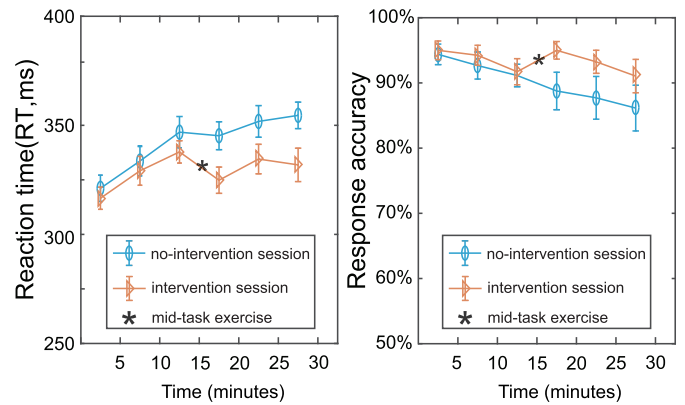 Reaction time(RT,ms)
400
350
300
250
5 10 15 20 25 30
Time (minutes)
no-intervention session
intervention session
mid-task exercise
Response accuracy
100%
90%
80%
70%
60%
50%
5 10 15 20 25 30
Time (minutes)
no-intervention session
intervention session
mid-task exercise